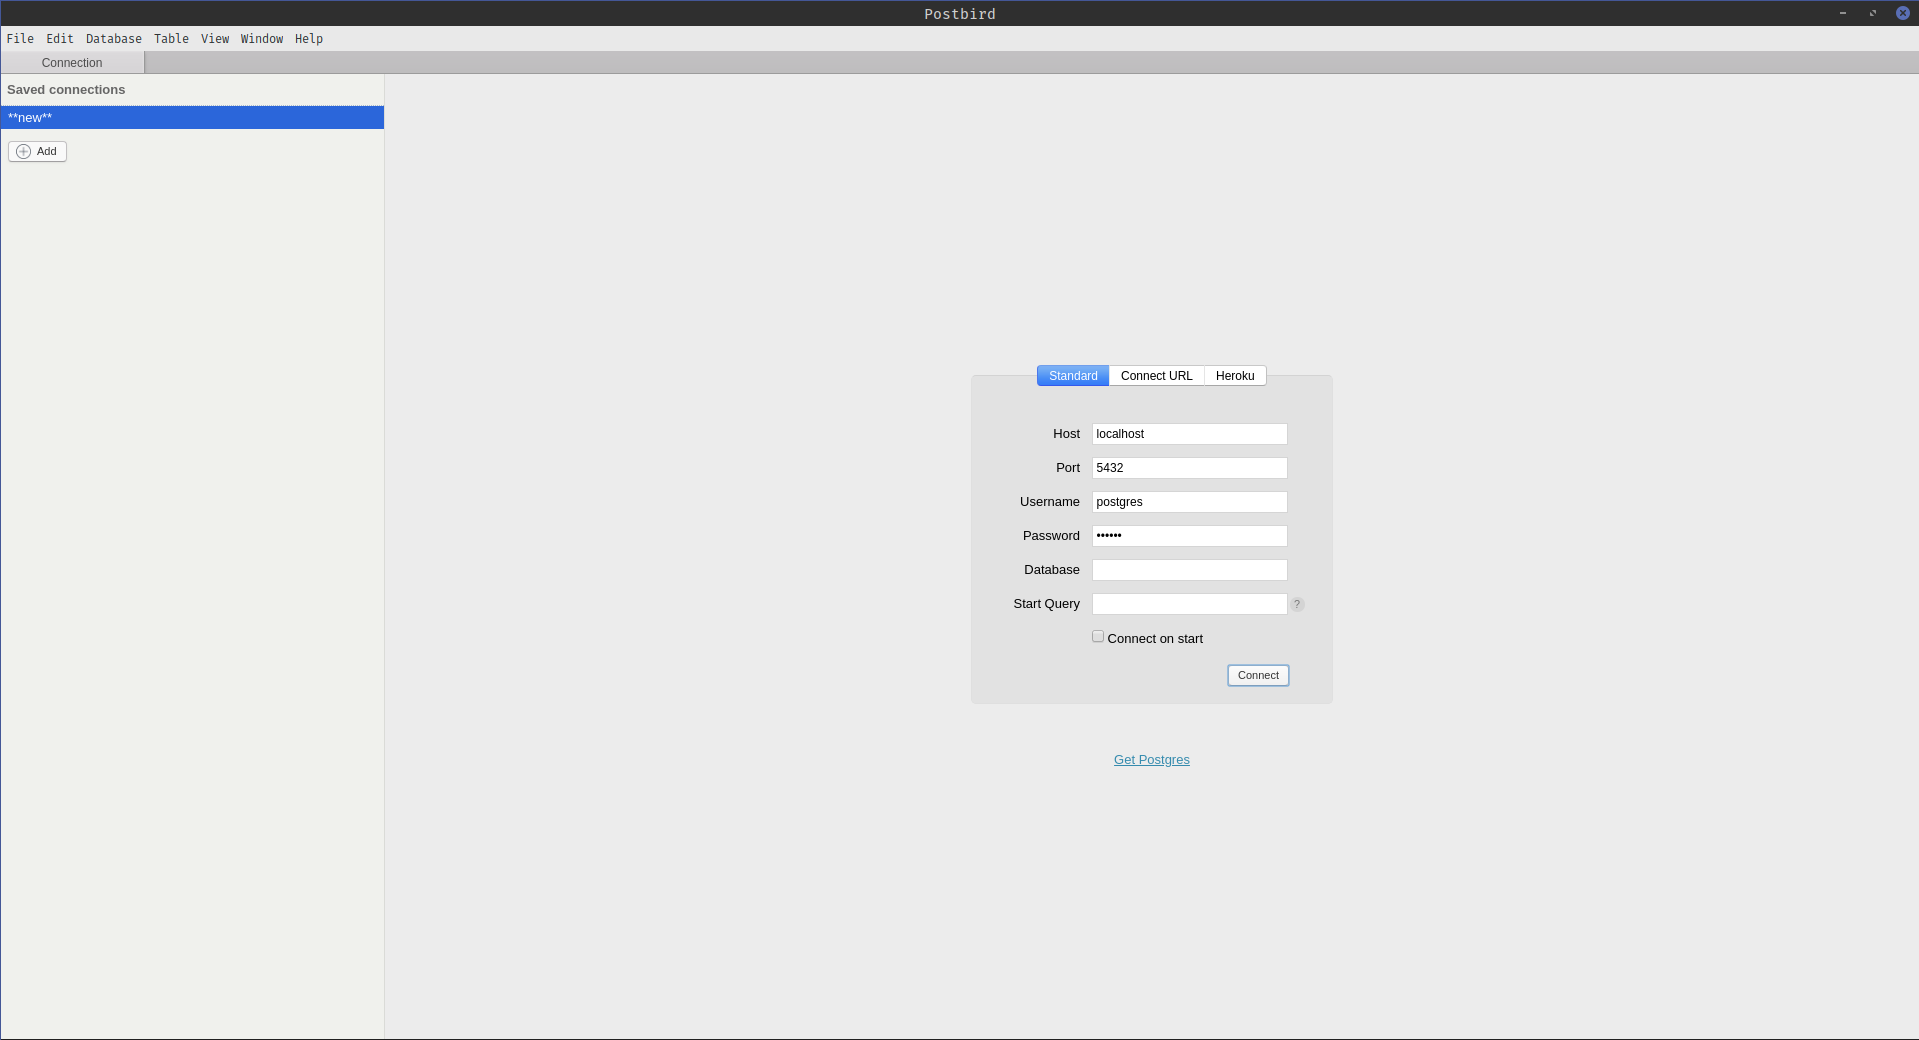 Postbird
File Edit Database Table View Window Help
Connection
Saved connections
**new**
Add
Standard Connect URL Heroku
Host localhost
Port 5432
Username postgres
Password ••••••
Database
Start Query ?
Connect on start
Connect
Get Postgres